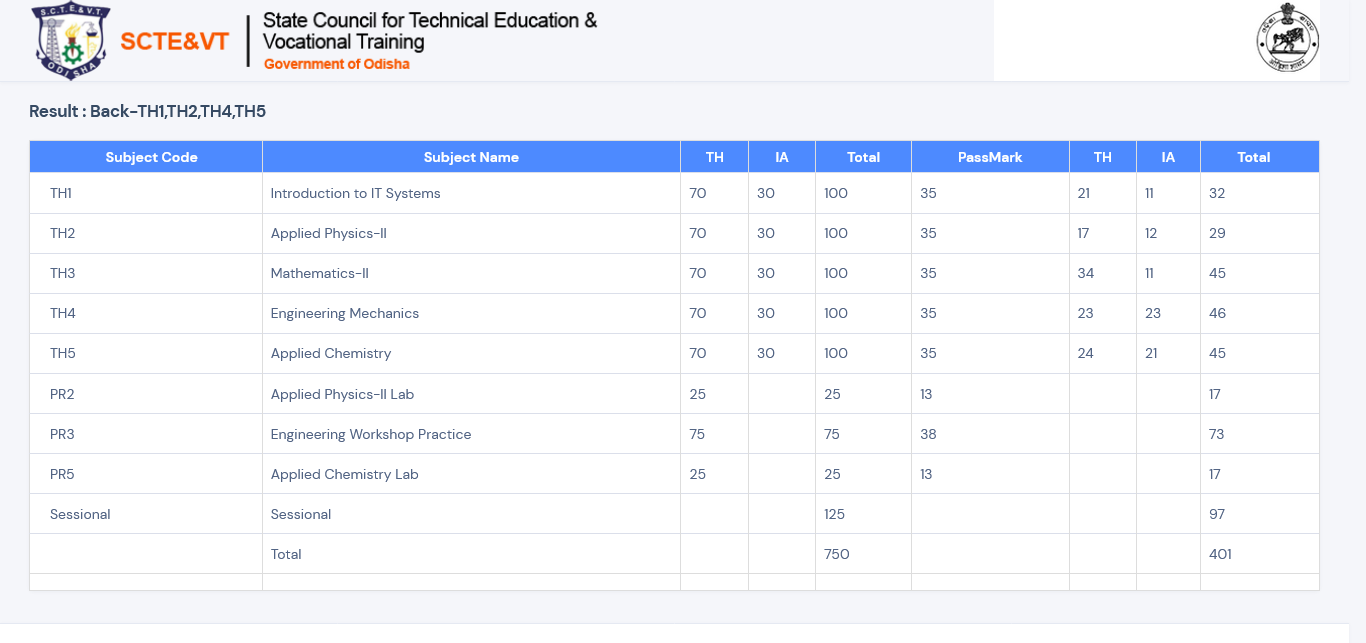 S.C.T.E.&V.T.
ODISHA
SCTE&VT
State Council for Technical Education &
Vocational Training
Government of Odisha
Result : Back-TH1,TH2,TH4,TH5
Subject Code Subject Name TH IA Total PassMark TH IA Total
TH1 Introduction to IT Systems 70 30 100 35 21 11 32
TH2 Applied Physics-II 70 30 100 35 17 12 29
TH3 Mathematics-II 70 30 100 35 34 11 45
TH4 Engineering Mechanics 70 30 100 35 23 23 46
TH5 Applied Chemistry 70 30 100 35 24 21 45
PR2 Applied Physics-II Lab 25 25 13 17
PR3 Engineering Workshop Practice 75 75 38 73
PR5 Applied Chemistry Lab 25 25 13 17
Sessional Sessional 125 97
Total 750 401